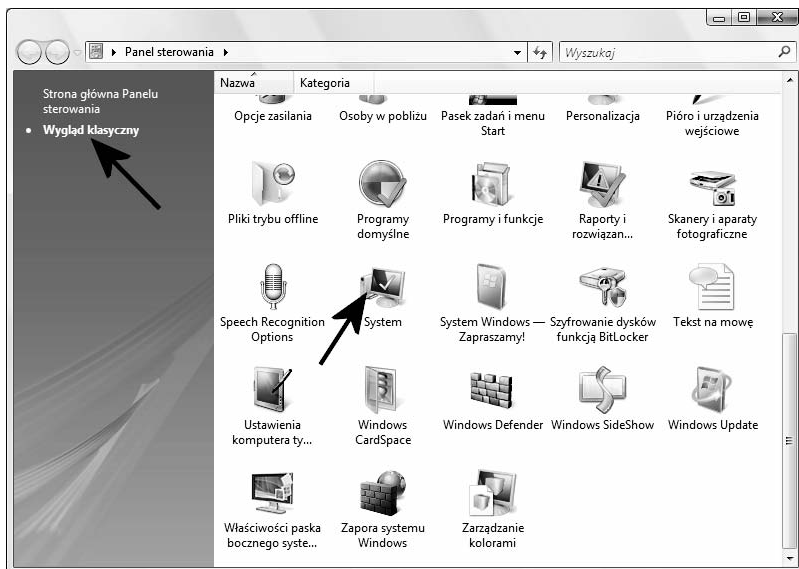 Panel sterowania
Wyszukaj
Strona główna Panelu
sterowania
Wygląd klasyczny
Nazwa Kategoria
Opcje zasilania Osoby w pobliżu Pasek zadań i menu Personalizacja Pióro i urządzenia
Start wejściowe
Pliki trybu offline Programy Programy i funkcje Raporty i Skanery i aparaty
domyślne rozwiązan... fotograficzne
Speech Recognition System System Windows — Szyfrowanie dysków Tekst na mowę
Options Zapraszamy! funkcją BitLocker
Ustawienia Windows Windows Defender Windows SideShow Windows Update
komputera ty... CardSpace
Właściwości paska Zapora systemu Zarządzanie
bocznego syste... Windows kolorami